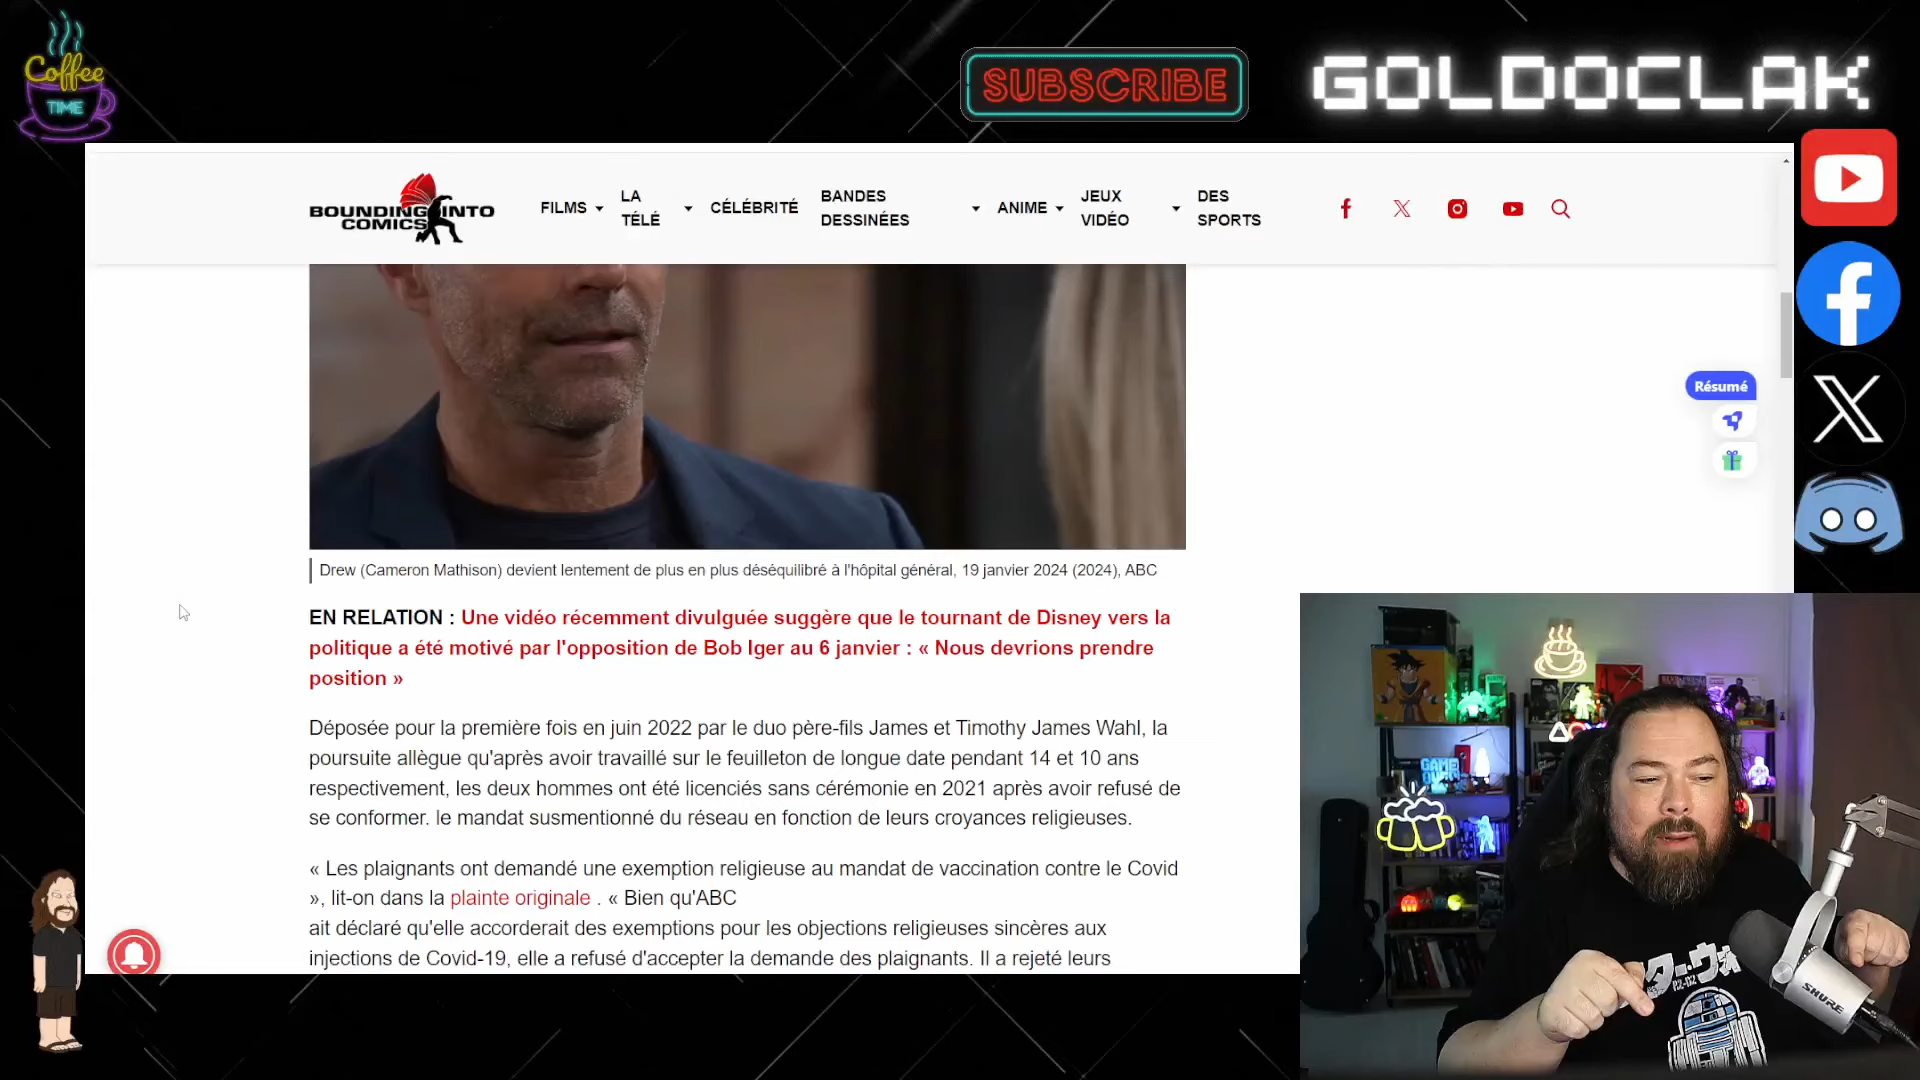 Coffee
TIME
SUBSCRIBE
GOLDOCLAK
BOUNDING INTO
COMICS
FILMS
LA
TÉLÉ
CÉLÉBRITÉ
BANDES
DESSINÉES
ANIME
JEUX
VIDÉO
DES
SPORTS
Résumé
Drew (Cameron Mathison) devient lentement de plus en plus déséquilibré à l'hôpital général, 19 janvier 2024 (2024), ABC
EN RELATION : Une vidéo récemment divulguée suggère que le tournant de Disney vers la
politique a été motivé par l'opposition de Bob Iger au 6 janvier : « Nous devrions prendre
position »
Déposée pour la première fois en juin 2022 par le duo père-fils James et Timothy James Wahl, la
poursuite allègue qu'après avoir travaillé sur le feuilleton de longue date pendant 14 et 10 ans
respectivement, les deux hommes ont été licenciés sans cérémonie en 2021 après avoir refusé de
se conformer. le mandat susmentionné du réseau en fonction de leurs croyances religieuses.
« Les plaignants ont demandé une exemption religieuse au mandat de vaccination contre le Covid
», lit-on dans la plainte originale . « Bien qu'ABC
ait déclaré qu'elle accorderait des exemptions pour les objections religieuses sincères aux
injections de Covid-19, elle a refusé d'accepter la demande des plaignants. Il a rejeté leurs
SHURE